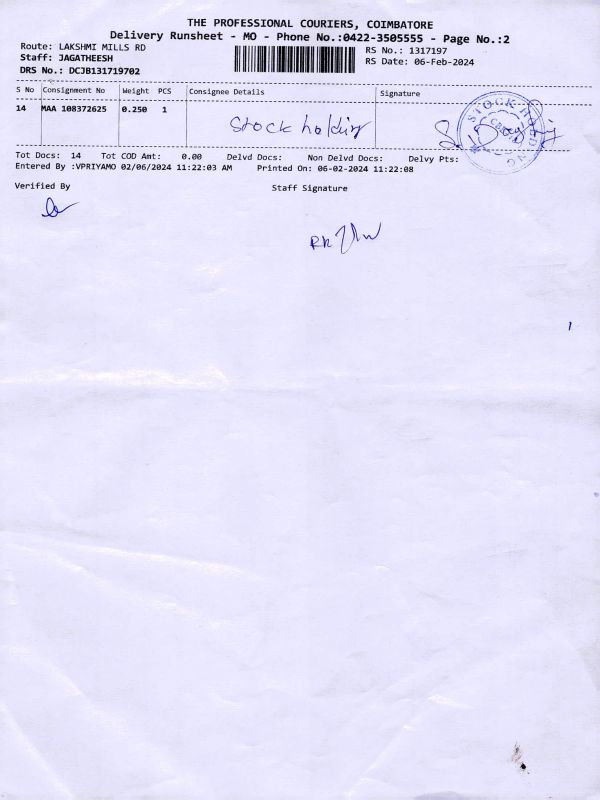 THE PROFESSIONAL COURIERS, COIMBATORE
Delivery Runsheet - MO - Phone No.:0422-3505555 - Page No.:2
Route: LAKSHMI MILLS RD
RS No.: 1317197
Staff: JAGATHEESH
RS Date: 06-Feb-2024
DRS No.: DCJB131719702
S No Consignment No Weight PCS Consignee Details Signature
14 MAA 108372625 0.250 1
Stock holding
STOCK HOLDING
Tot Docs: 14 Tot COD Amt: 0.00 Delvd Docs: Non Delvd Docs: Delvy Pts:
Entered By :VPRIYAMO 02/06/2024 11:22:03 AM Printed On: 06-02-2024 11:22:08
Verified By Staff Signature